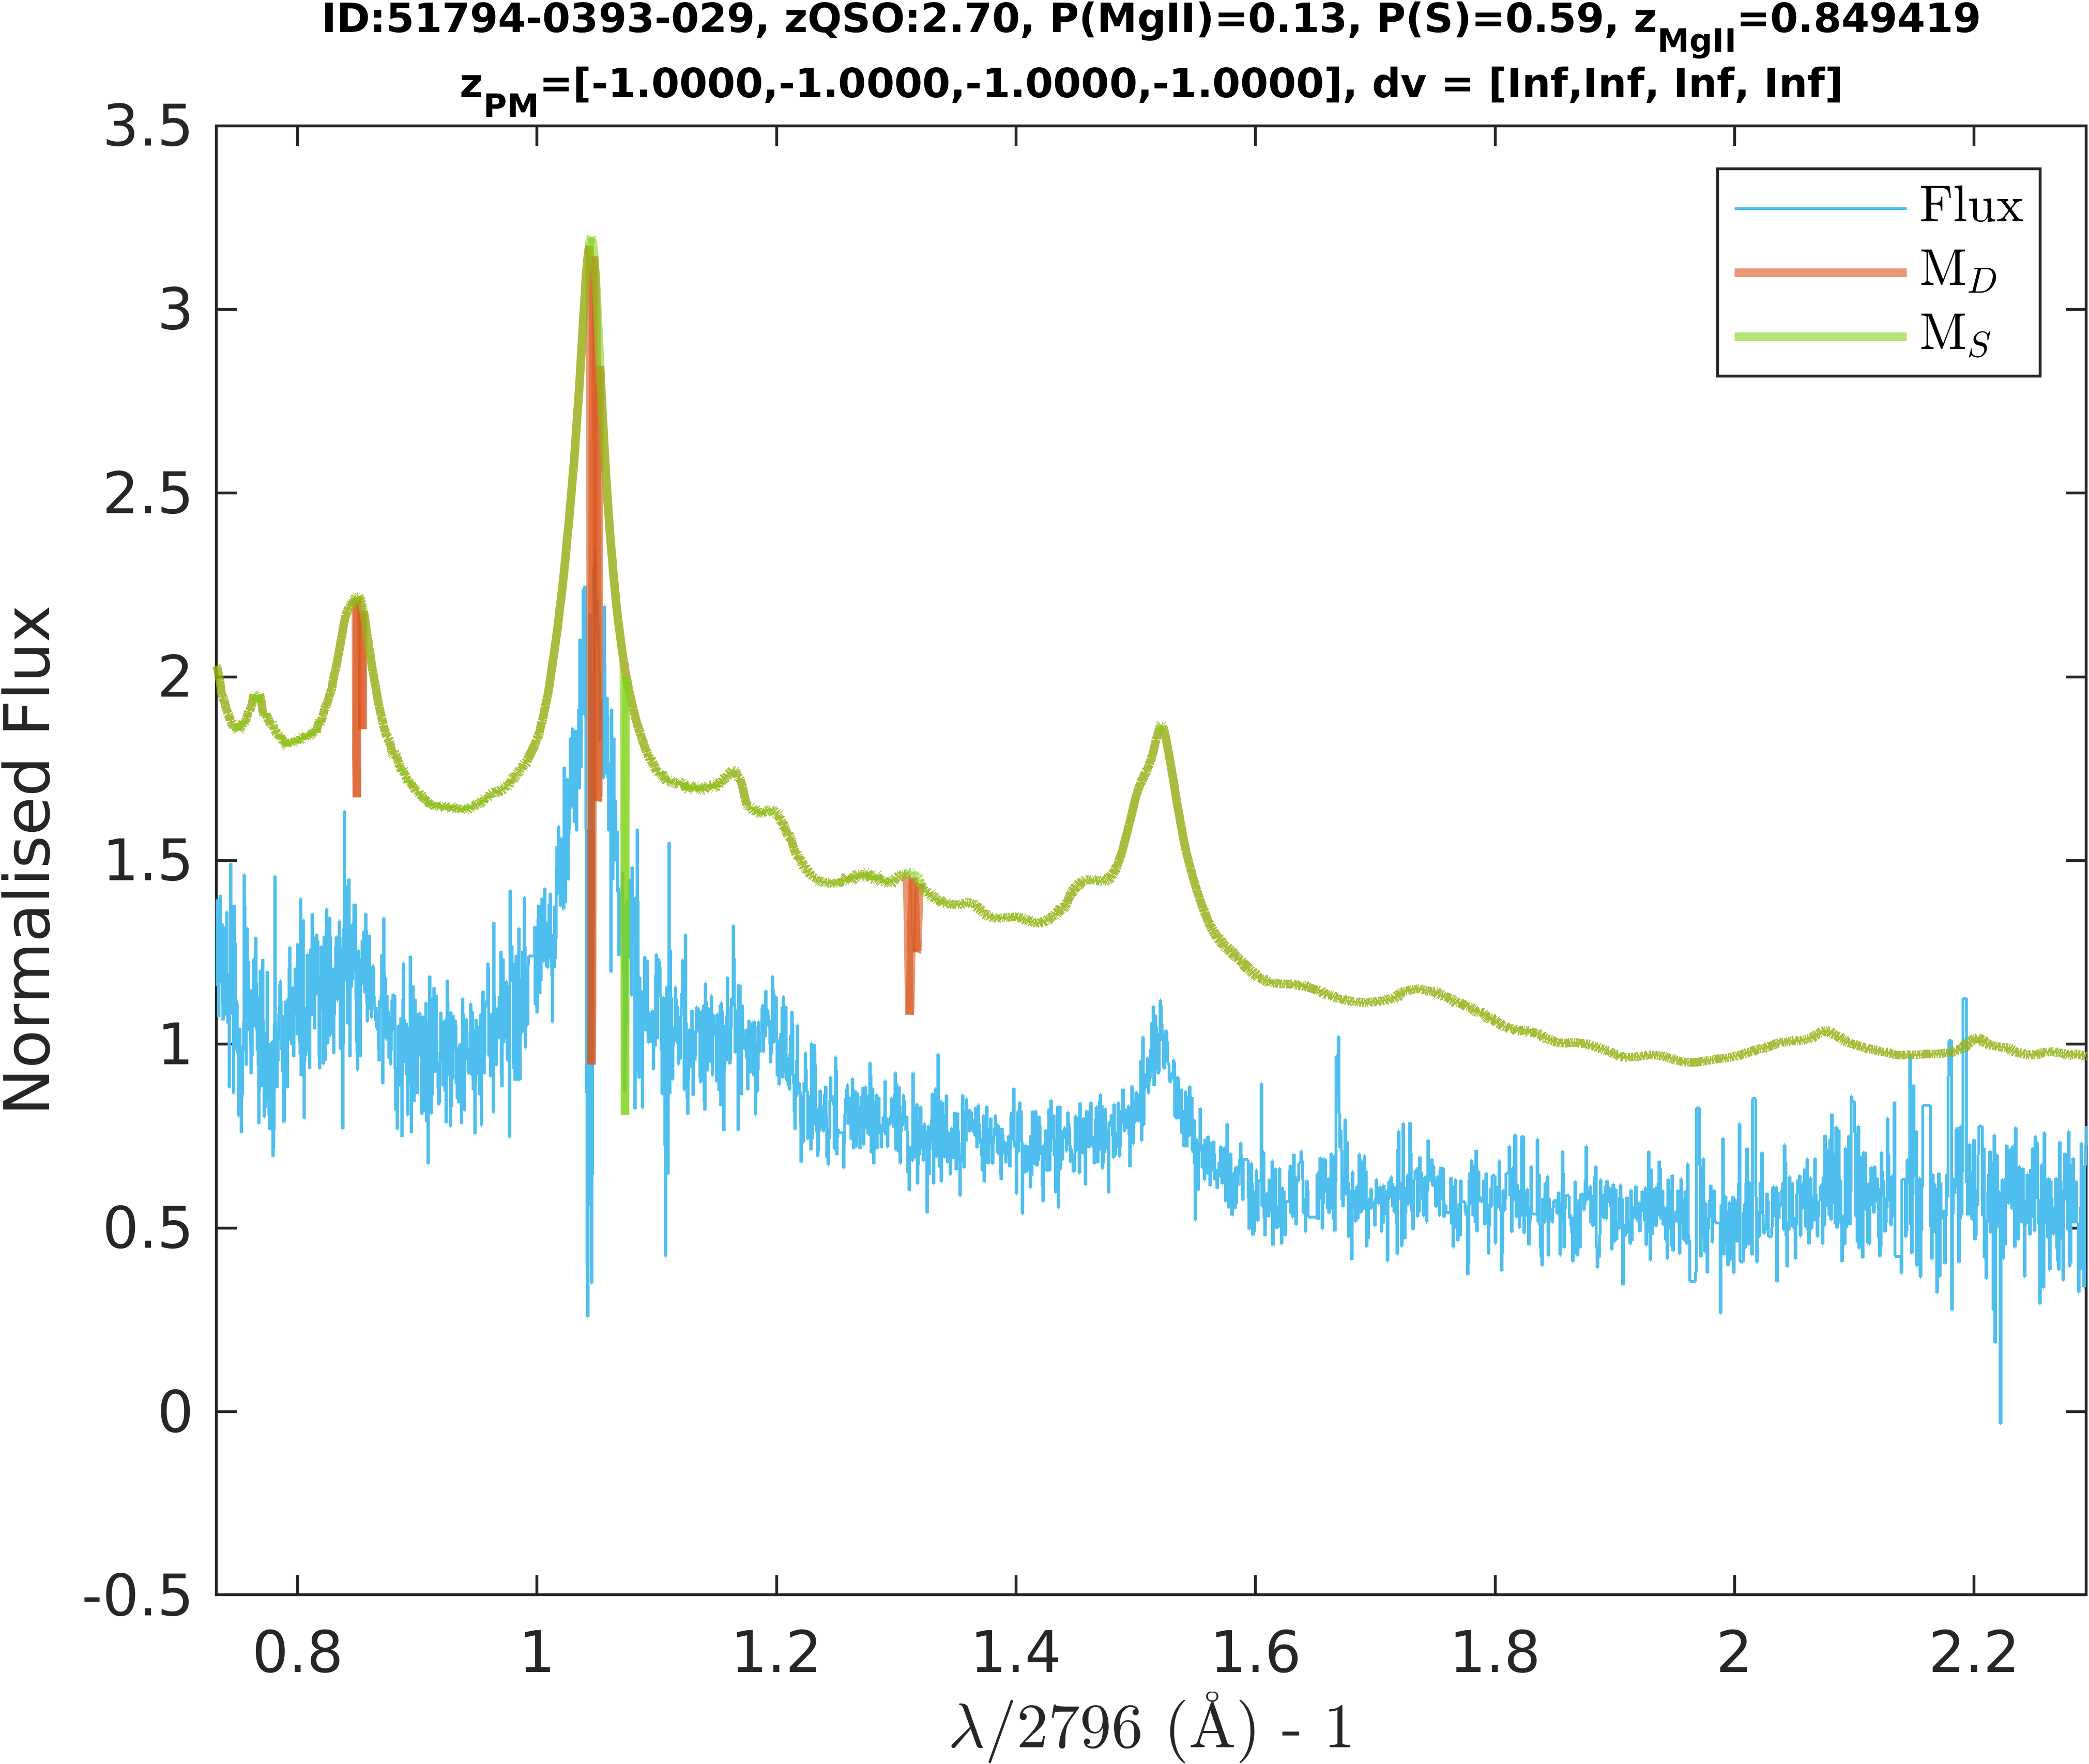 ID:51794-0393-029, zQSO:2.70, P(MgII)=0.13, P(S)=0.59, zMgII=0.849419
zPM=[-1.0000,-1.0000,-1.0000,-1.0000], dv = [Inf,Inf, Inf, Inf]
3.5
3
2.5
2
1.5
1
0.5
0
-0.5
Normalised Flux
Flux
MD
MS
0.8
1
1.2
1.4
1.6
1.8
2
2.2
λ/2796 (Å) - 1